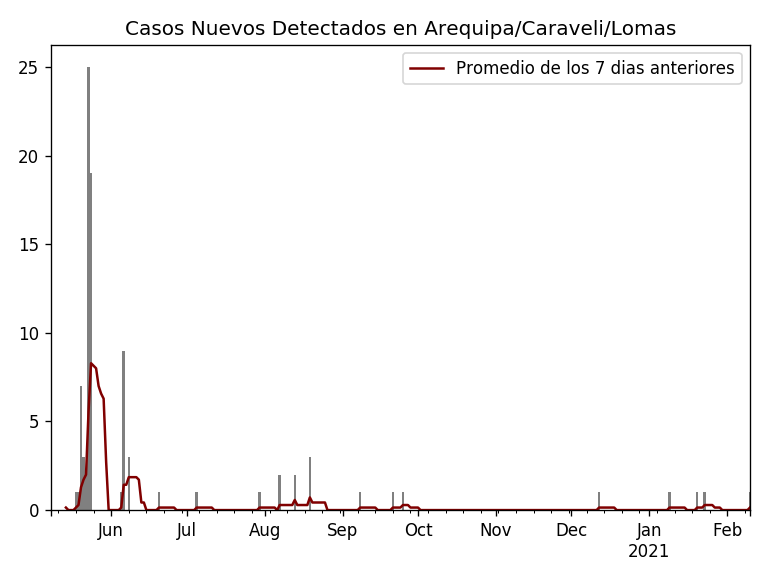 Casos Nuevos Detectados en Arequipa/Caraveli/Lomas
Promedio de los 7 dias anteriores
25
20
15
10
5
0
Jun Jul Aug Sep Oct Nov Dec Jan Feb
2021